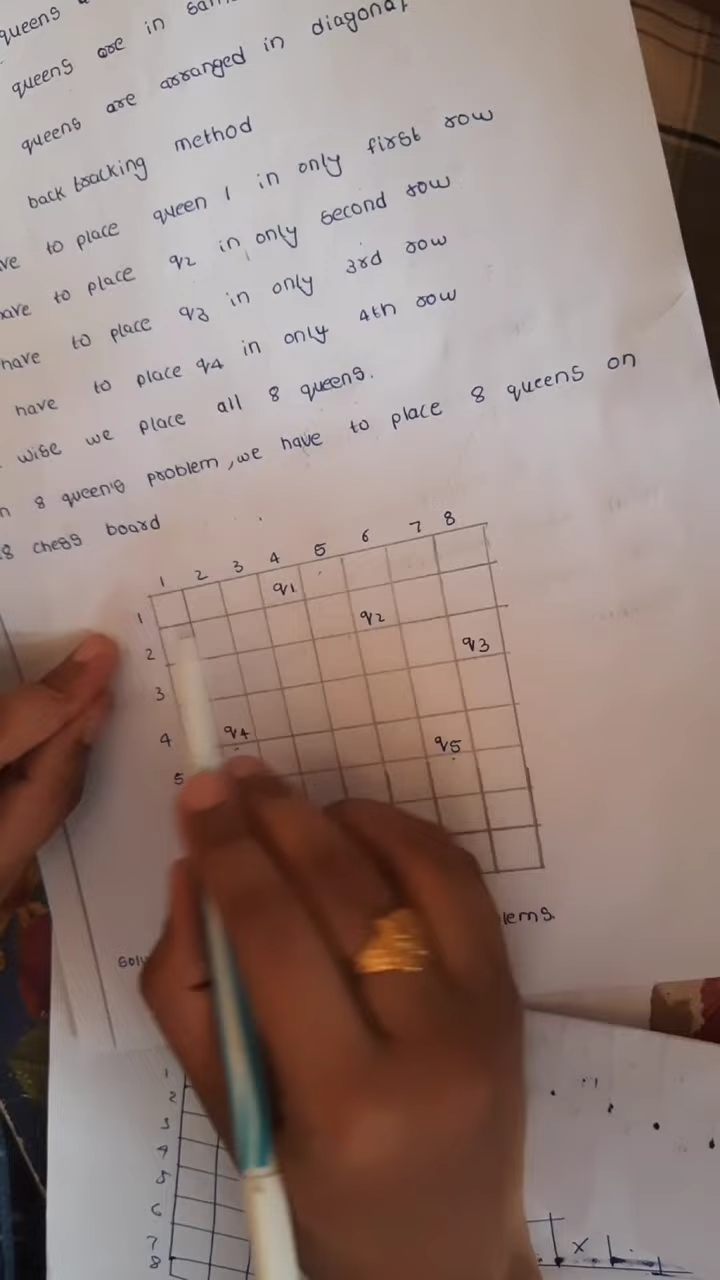 queens
queens are in
queens are arranged in diagonal
back tracking method
to place queen 1 in only first row
to place q2 in only second row
have to place q3 in only 3rd row
have to place q4 in only 4th row
wise we place all 8 queens.
8 queen's problem, we have to place 8 queens on
8 chess board
1 2 3 4 5 6 7 8
1 q1
2 q2
3 q3
4 q4
5 q5
1
2
3
4
5
6
7
8